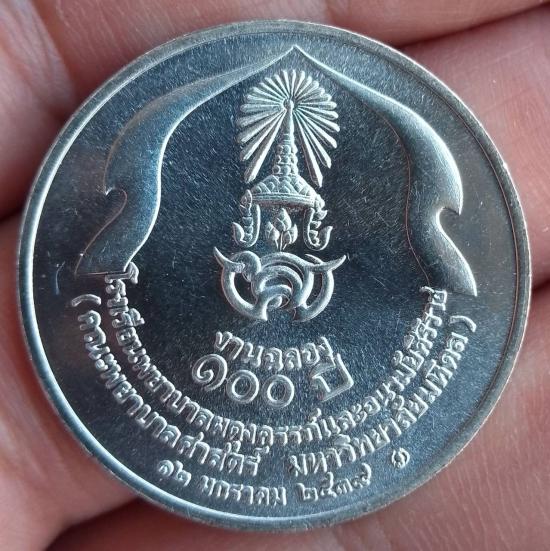 งานฉลอง
๑๐๐ ปี
โรงเรียนพยาบาลผดุงครรภ์และอนามัยศิริราช
(คณะพยาบาลศาสตร์ มหาวิทยาลัยมหิดล)
๑๒ มกราคม ๒๕๓๙